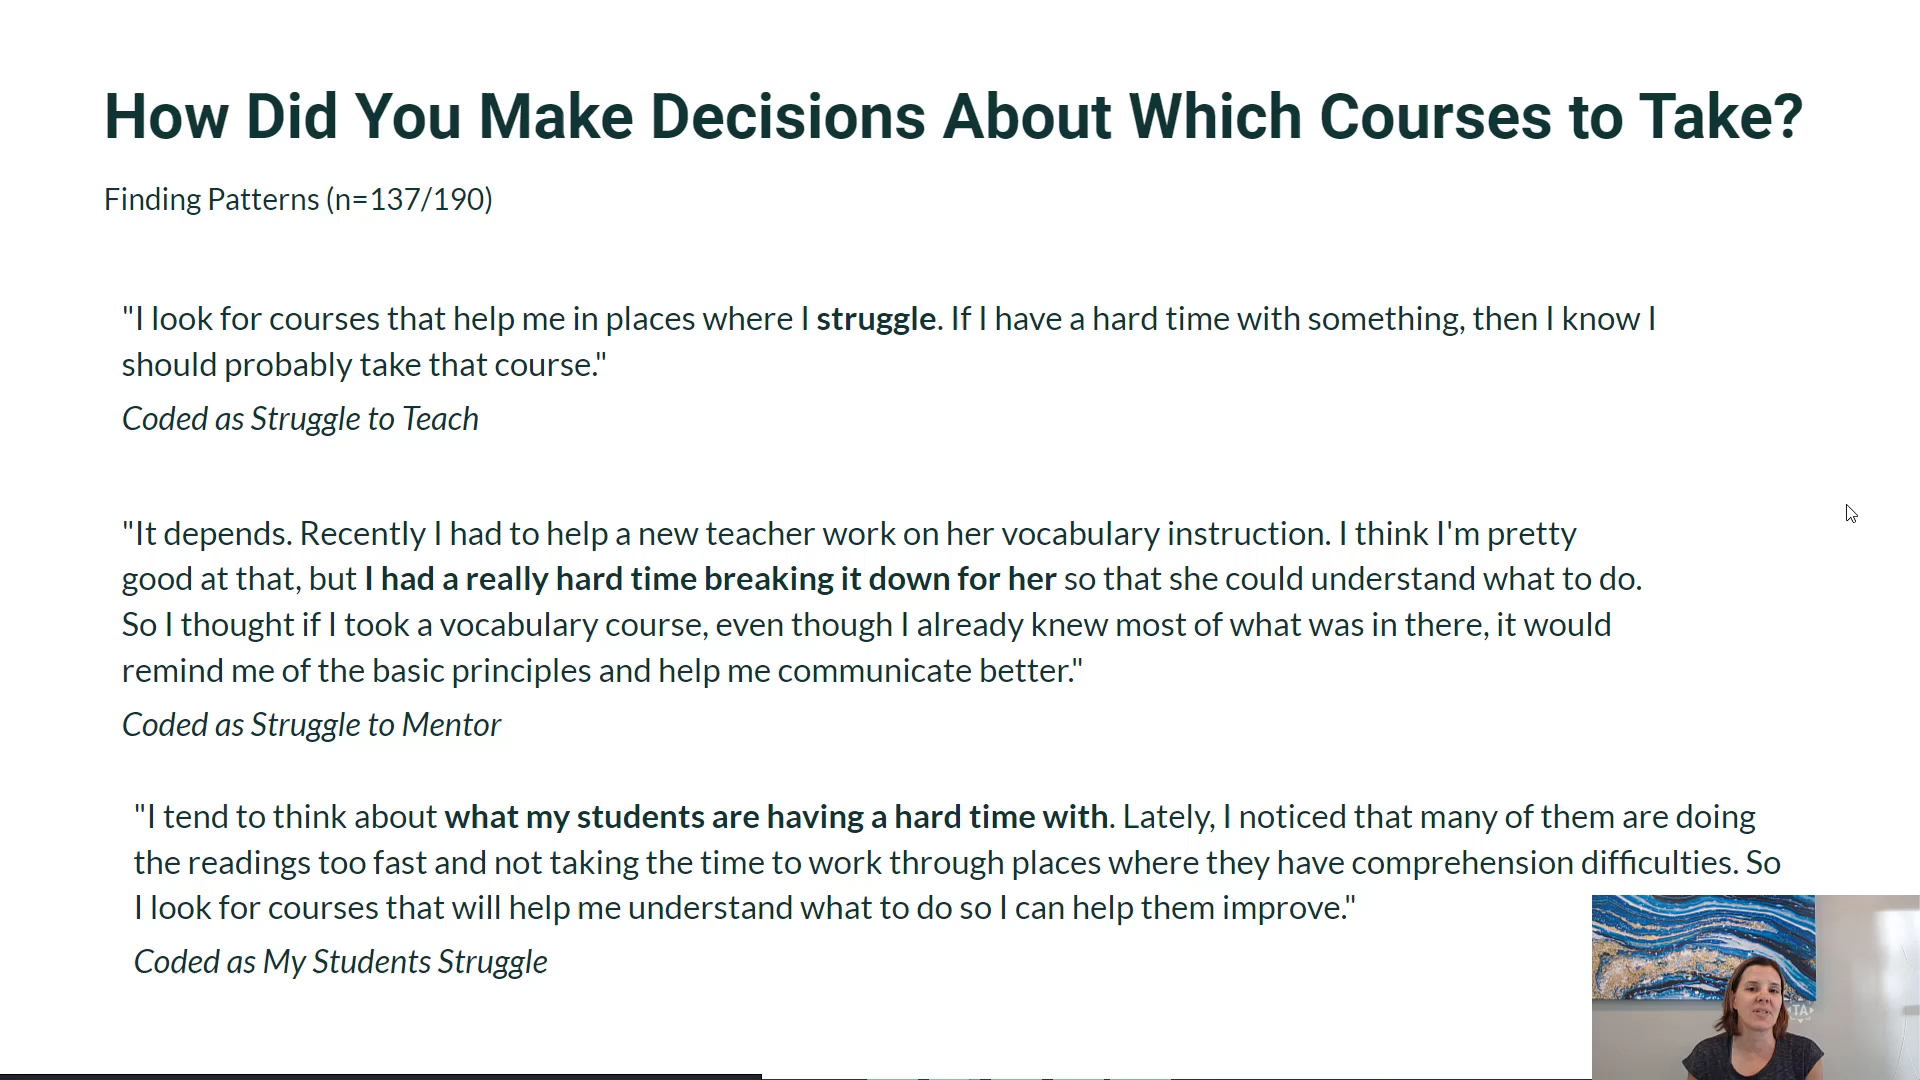 How Did You Make Decisions About Which Courses to Take?
Finding Patterns (n=137/190)
"I look for courses that help me in places where I struggle. If I have a hard time with something, then I know I
should probably take that course."
Coded as Struggle to Teach
"It depends. Recently I had to help a new teacher work on her vocabulary instruction. I think I'm pretty
good at that, but I had a really hard time breaking it down for her so that she could understand what to do.
So I thought if I took a vocabulary course, even though I already knew most of what was in there, it would
remind me of the basic principles and help me communicate better."
Coded as Struggle to Mentor
"I tend to think about what my students are having a hard time with. Lately, I noticed that many of them are doing
the readings too fast and not taking the time to work through places where they have comprehension difficulties. So
I look for courses that will help me understand what to do so I can help them improve."
Coded as My Students Struggle
TA